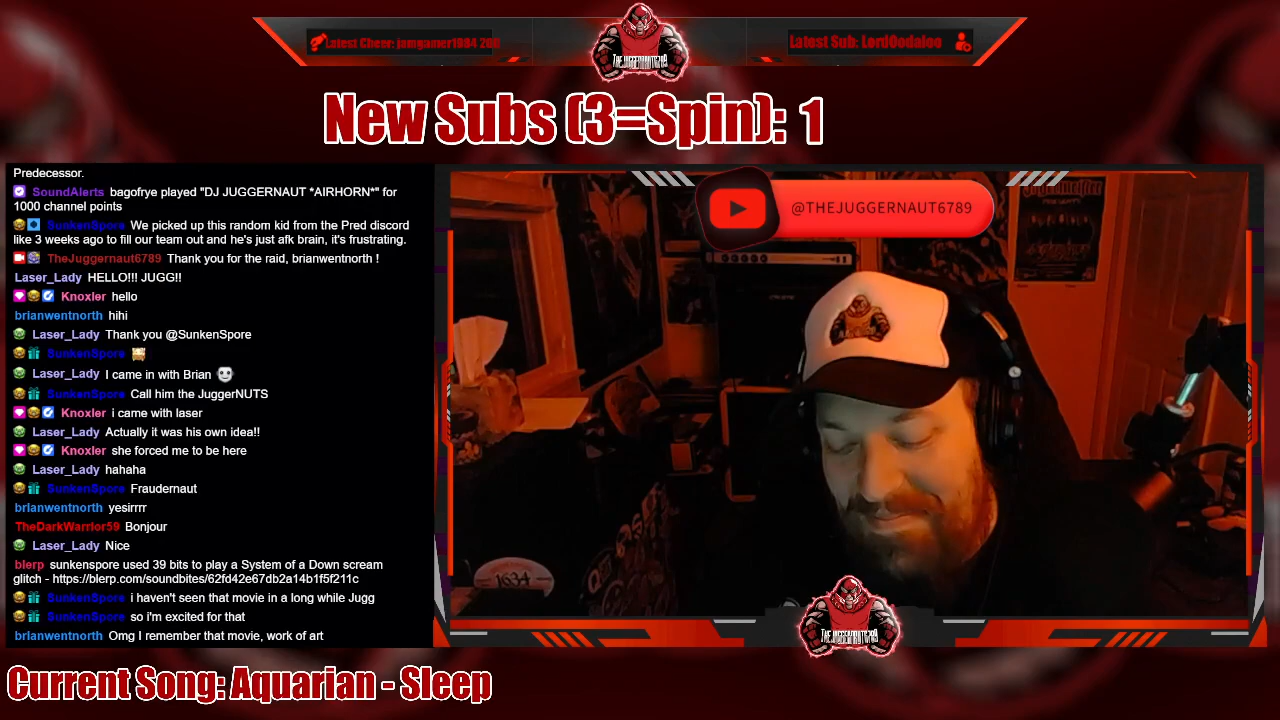 Latest Cheer: jamgamer1984 200
Latest Sub: LordOodaloo
THEJUGGERNAUT6789
New Subs (3=Spin): 1
Predecessor.
SoundAlerts bagofrye played "DJ JUGGERNAUT *AIRHORN*" for
1000 channel points
SunkenSpore We picked up this random kid from the Pred discord
like 3 weeks ago to fill our team out and he's just afk brain, it's frustrating.
TheJuggernaut6789 Thank you for the raid, brianwentnorth !
Laser_Lady HELLO!!! JUGG!!
Knoxler hello
brianwentnorth hihi
Laser_Lady Thank you @SunkenSpore
SunkenSpore
Laser_Lady I came in with Brian
SunkenSpore Call him the JuggerNUTS
Knoxler i came with laser
Laser_Lady Actually it was his own idea!!
Knoxler she forced me to be here
Laser_Lady hahaha
SunkenSpore Fraudernaut
brianwentnorth yesirrrr
TheDarkWarrior59 Bonjour
Laser_Lady Nice
blerp sunkenspore used 39 bits to play a System of a Down scream
glitch - https://blerp.com/soundbites/62fd42e67db2a14b1f5f211c
SunkenSpore i haven't seen that movie in a long while Jugg
SunkenSpore so i'm excited for that
brianwentnorth Omg I remember that movie, work of art
@THEJUGGERNAUT6789
1634
Current Song: Aquarian - Sleep